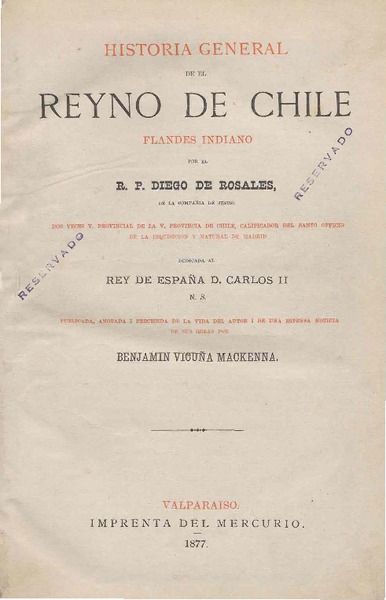 HISTORIA GENERAL
DE EL
REYNO DE CHILE
FLANDES INDIANO
POR EL
R. P. DIEGO DE ROSALES,
DE LA COMPAÑIA DE JESUS.
DOS VECES V. PROVINCIAL DE LA V. PROVINCIA DE CHILE, CALIFICADOR DEL SANTO OFFICIO
DE LA INQUISICION Y NATURAL DE MADRID
DEDICADA AL
REY DE ESPAÑA D. CARLOS II
N. S.
PUBLICADA, ANOTADA I PRECEDIDA DE LA VIDA DEL AUTOR I DE UNA ESTENSA NOTICIA
DE SUS OBRAS POR
BENJAMIN VICUÑA MACKENNA.
VALPARAISO:
IMPRENTA DEL MERCURIO.
1877.
RESERVADO
RESERVADO